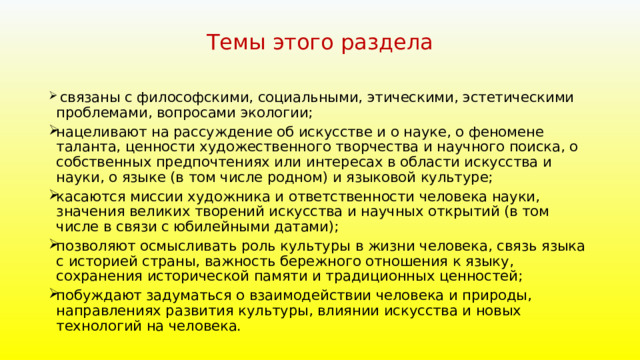 Темы этого раздела
связаны с философскими, социальными, этическими, эстетическими
проблемами, вопросами экологии;
нацеливают на рассуждение об искусстве и о науке, о феномене
таланта, ценности художественного творчества и научного поиска, о
собственных предпочтениях или интересах в области искусства и
науки, о языке (в том числе родном) и языковой культуре;
касаются миссии художника и ответственности человека науки,
значения великих творений искусства и научных открытий (в том
числе в связи с юбилейными датами);
позволяют осмысливать роль культуры в жизни человека, связь языка
с историей страны, важность бережного отношения к языку,
сохранения исторической памяти и традиционных ценностей;
побуждают задуматься о взаимодействии человека и природы,
направлениях развития культуры, влиянии искусства и новых
технологий на человека.